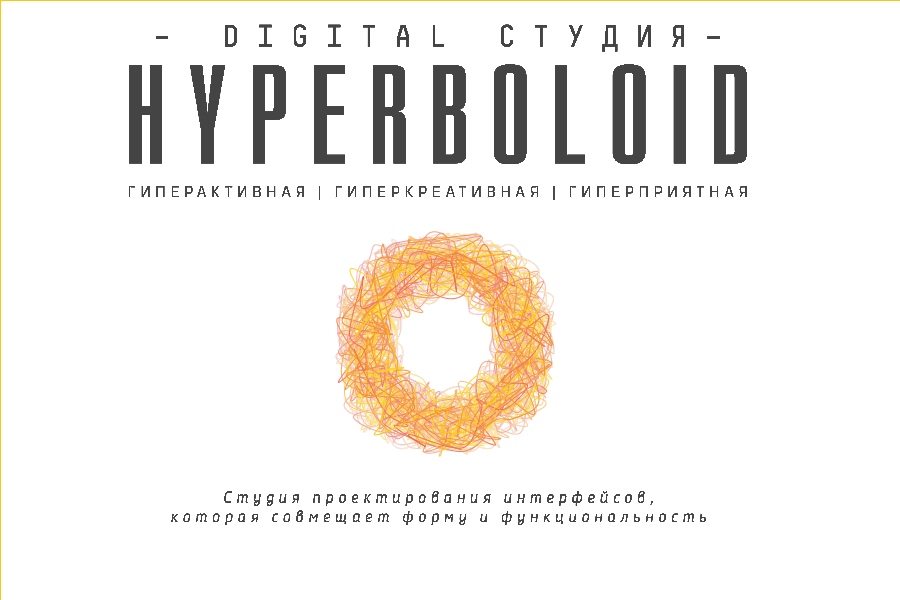 – DIGITAL СТУДИЯ –
HYPERBOLOID
ГИПЕРАКТИВНАЯ | ГИПЕРКРЕАТИВНАЯ | ГИПЕРПРИЯТНАЯ
Студия проектирования интерфейсов,
которая совмещает форму и функциональность